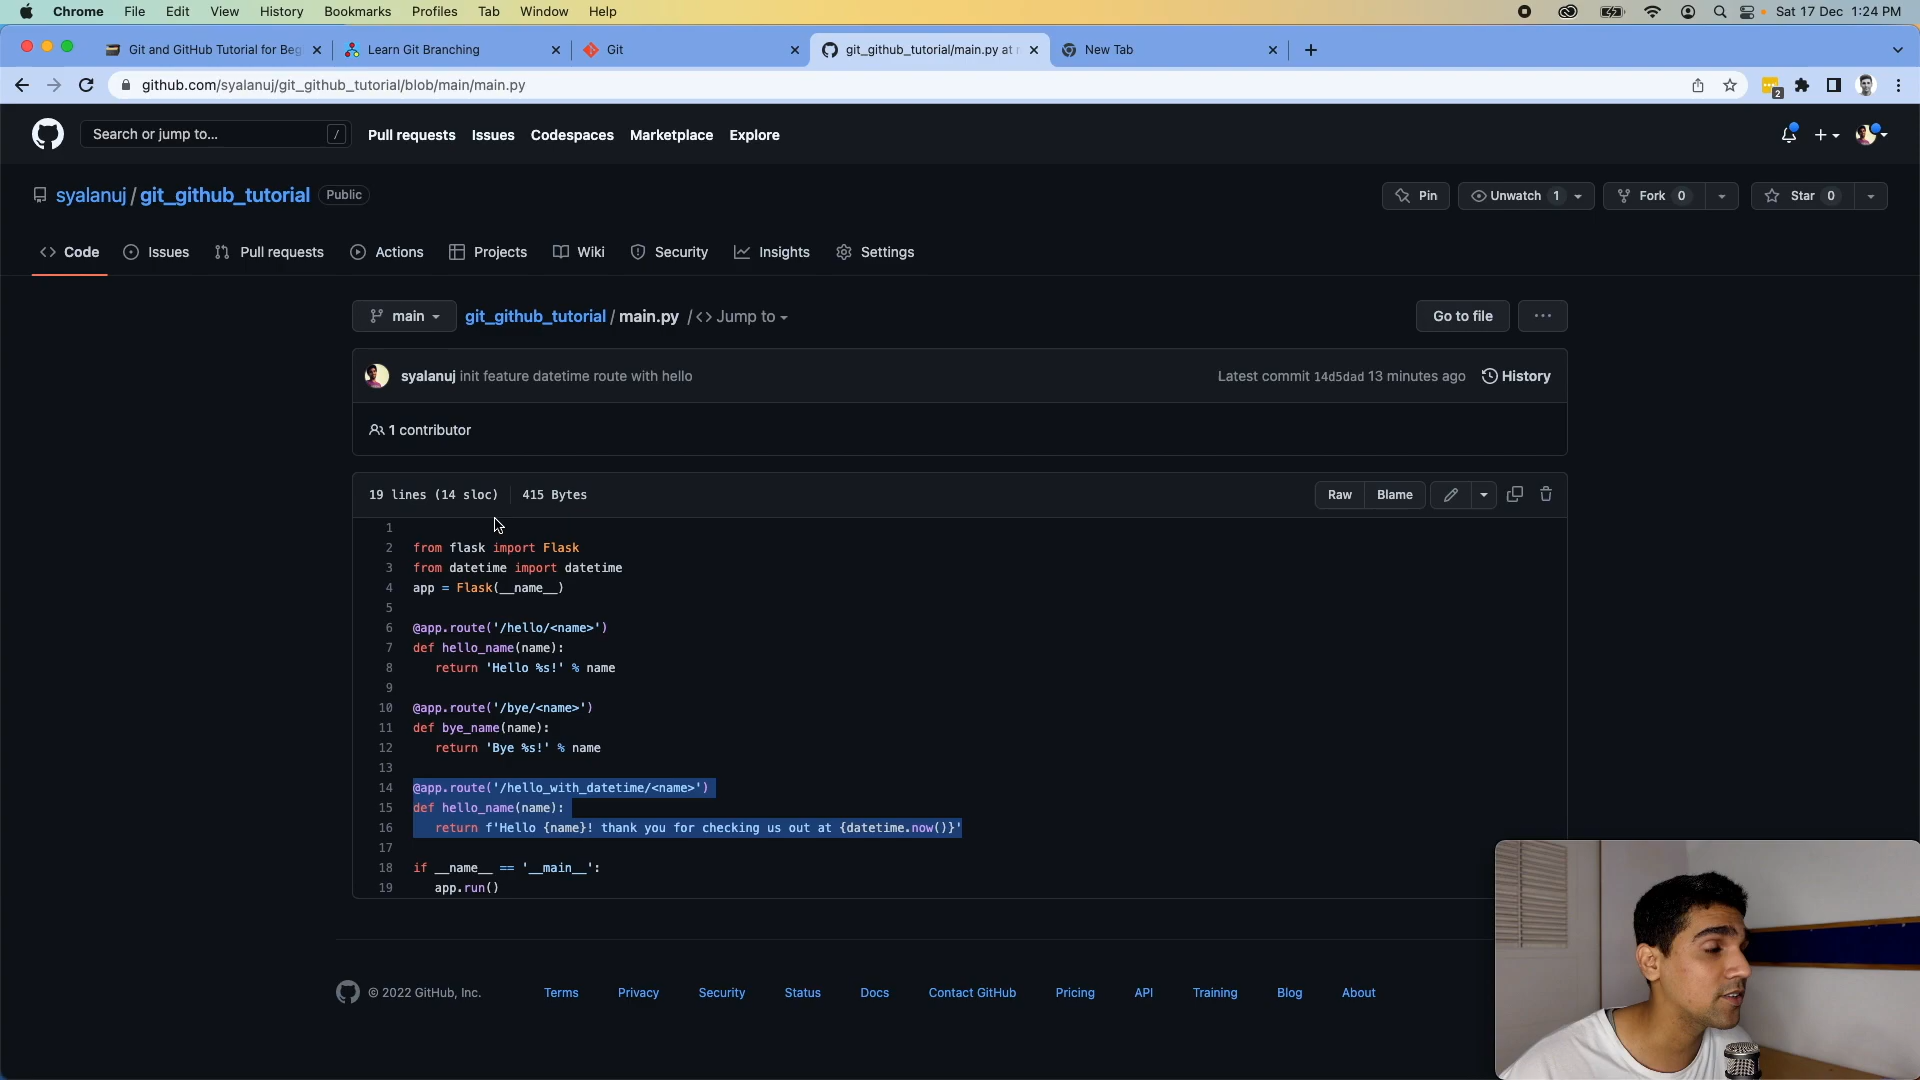 Chrome File Edit View History Bookmarks Profiles Tab Window Help Sat 17 Dec 1:24 PM
Git and GitHub Tutorial for Beg Learn Git Branching Git git_github_tutorial/main.py at New Tab
github.com/syalanuj/git_github_tutorial/blob/main/main.py 2
Search or jump to... / Pull requests Issues Codespaces Marketplace Explore
syalanuj / git_github_tutorial Public Pin Unwatch 1 Fork 0 Star 0
Code Issues Pull requests Actions Projects Wiki Security Insights Settings
main git_github_tutorial / main.py / <> Jump to Go to file ...
syalanuj init feature datetime route with hello Latest commit 14d5dad 13 minutes ago History
1 contributor
19 lines (14 sloc) 415 Bytes Raw Blame
1
2 from flask import Flask
3 from datetime import datetime
4 app = Flask(__name__)
5
6 @app.route('/hello/<name>')
7 def hello_name(name):
8 return 'Hello %s!' % name
9
10 @app.route('/bye/<name>')
11 def bye_name(name):
12 return 'Bye %s!' % name
13
14 @app.route('/hello_with_datetime/<name>')
15 def hello_name(name):
16 return f'Hello {name}! thank you for checking us out at {datetime.now()}'
17
18 if __name__ == '__main__':
19 app.run()
© 2022 GitHub, Inc. Terms Privacy Security Status Docs Contact GitHub Pricing API Training Blog About